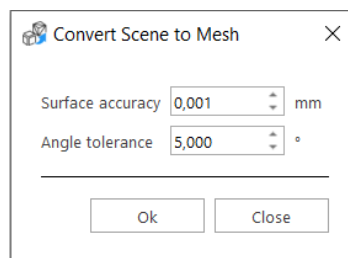 Convert Scene to Mesh
Surface accuracy 0,001 mm
Angle tolerance 5,000 °
Ok Close